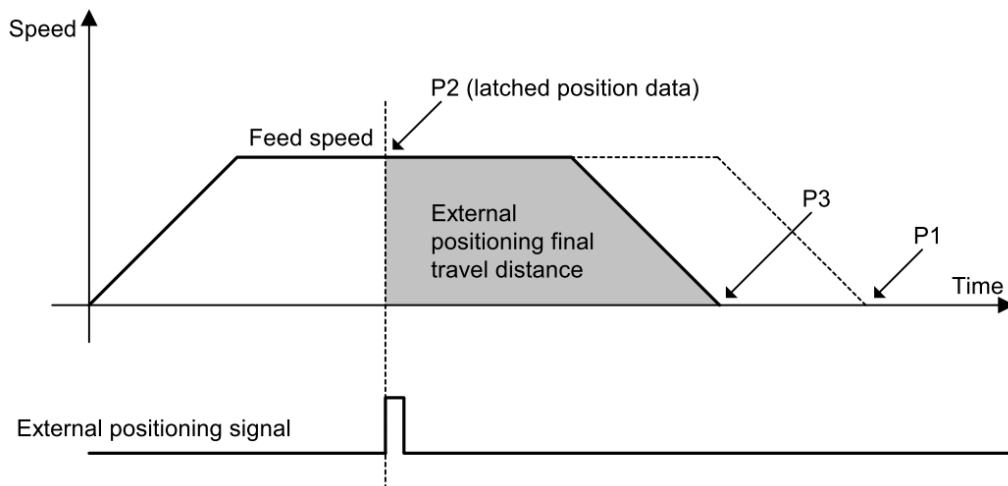 Speed
P2 (latched position data)
Feed speed
External
positioning final
travel distance
P3
P1
Time
External positioning signal